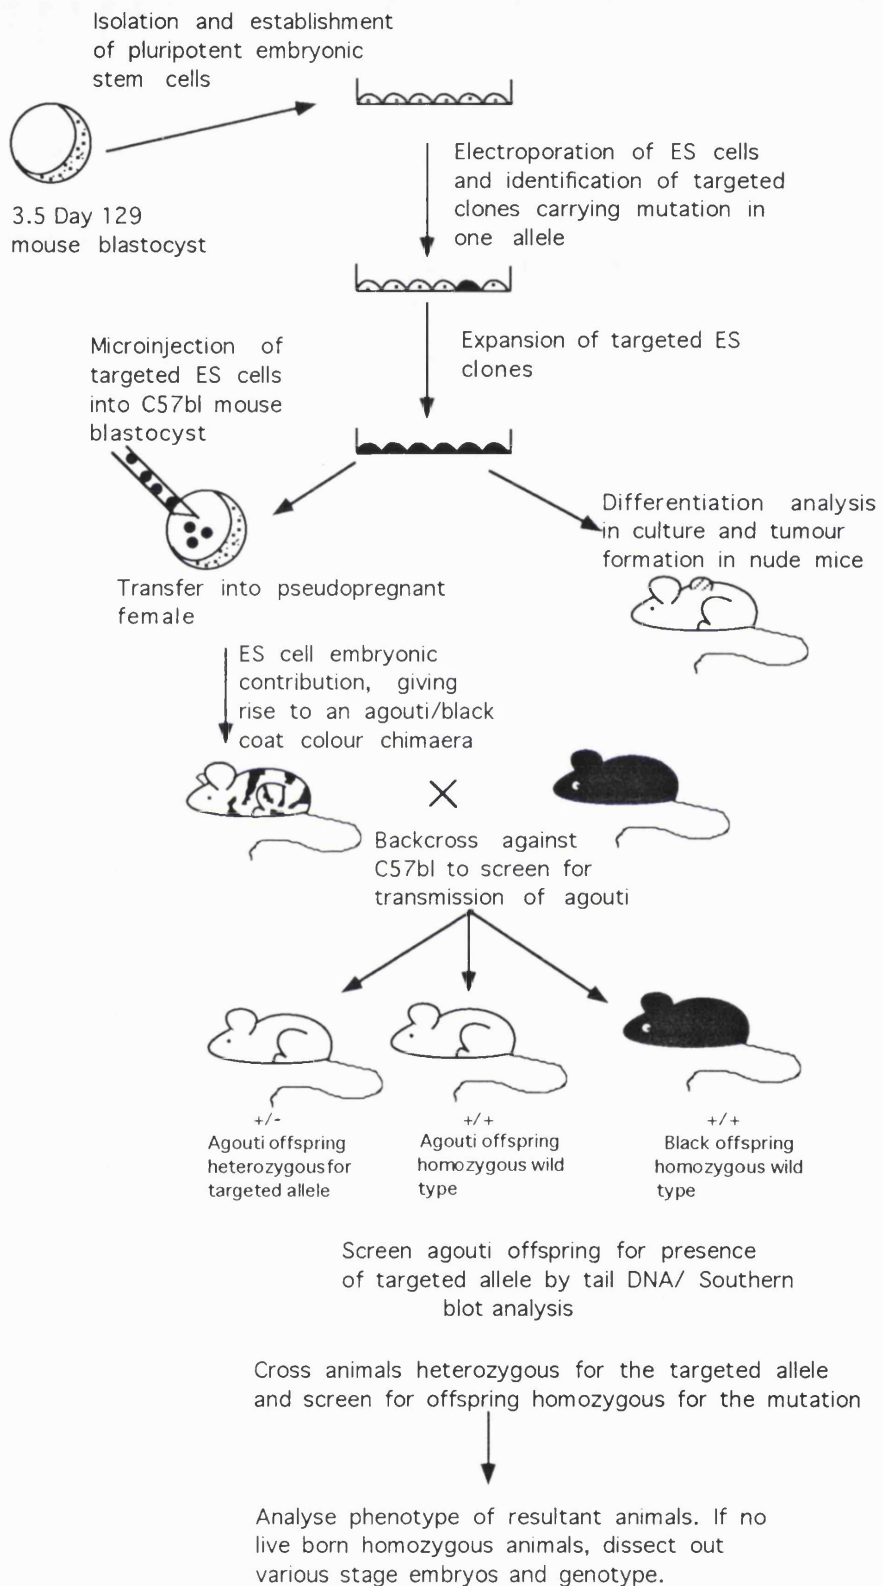 Isolation and establishment
of pluripotent embryonic
stem cells
3.5 Day 129
mouse blastocyst
Electroporation of ES cells
and identification of targeted
clones carrying mutation in
one allele
Expansion of targeted ES
clones
Microinjection of
targeted ES cells
into C57bl mouse
blastocyst
Differentiation analysis
in culture and tumour
formation in nude mice
Transfer into pseudopregnant
female
ES cell embryonic
contribution, giving
rise to an agouti/black
coat colour chimaera
X
Backcross against
C57bl to screen for
transmission of agouti
+/-
Agouti offspring
heterozygous for
targeted allele
+/+
Agouti offspring
homozygous wild
type
+/+
Black offspring
homozygous wild
type
Screen agouti offspring for presence
of targeted allele by tail DNA/ Southern
blot analysis
Cross animals heterozygous for the targeted allele
and screen for offspring homozygous for the mutation
Analyse phenotype of resultant animals. If no
live born homozygous animals, dissect out
various stage embryos and genotype.